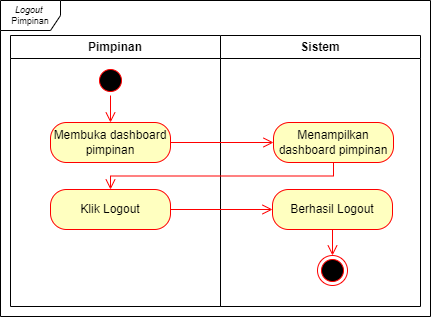 Logout
Pimpinan
Pimpinan
Sistem
Membuka dashboard
pimpinan
Menampilkan
dashboard pimpinan
Klik Logout
Berhasil Logout